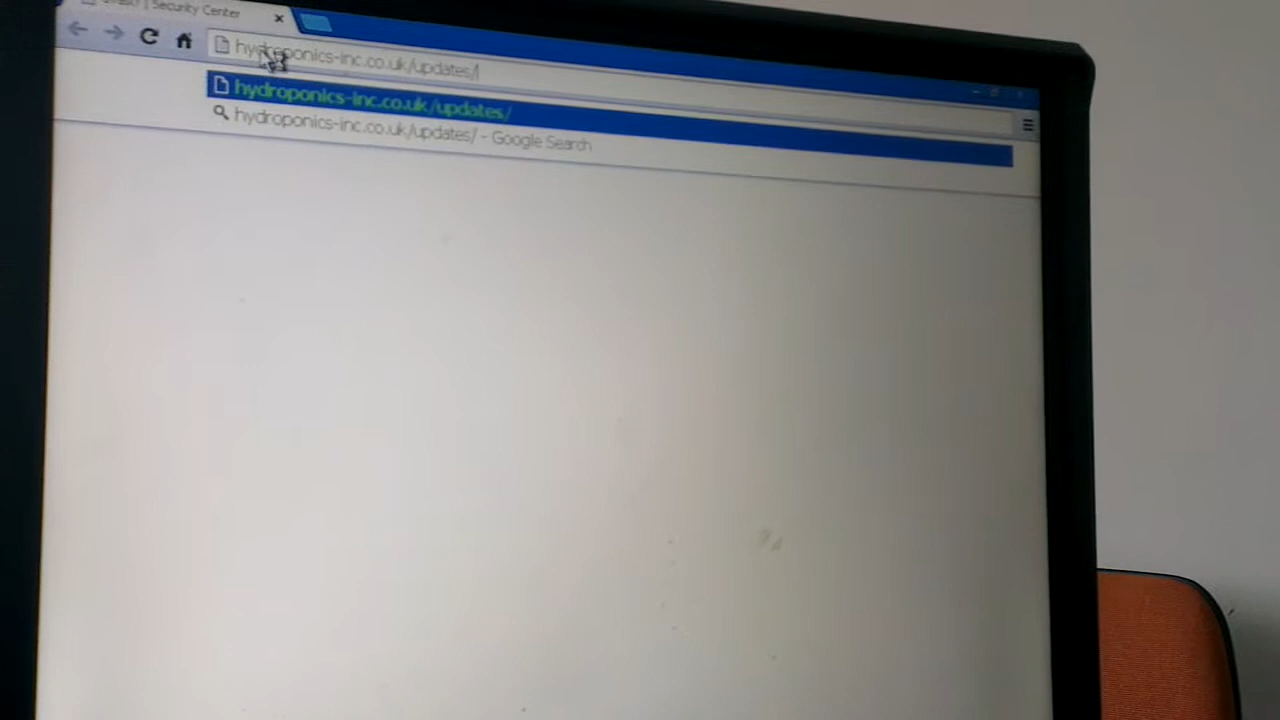 | Security Center
hydroponics-inc.co.uk/updates/
hydroponics-inc.co.uk/updates/
hydroponics-inc.co.uk/updates/ - Google Search